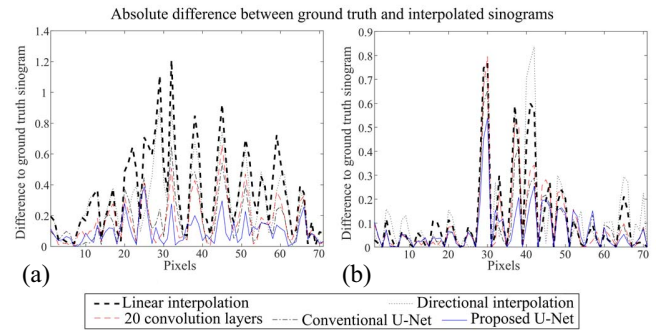 Absolute difference between ground truth and interpolated sinograms
Difference to ground truth sinogram
1.4
1.2
1
0.8
0.6
0.4
0.2
0
10 20 30 40 50 60 70
Pixels
(a)
Difference to ground truth sinogram
0.9
0.8
0.7
0.6
0.5
0.4
0.3
0.2
0.1
0
10 20 30 40 50 60 70
Pixels
(b)
Linear interpolation Directional interpolation
20 convolution layers Conventional U-Net Proposed U-Net